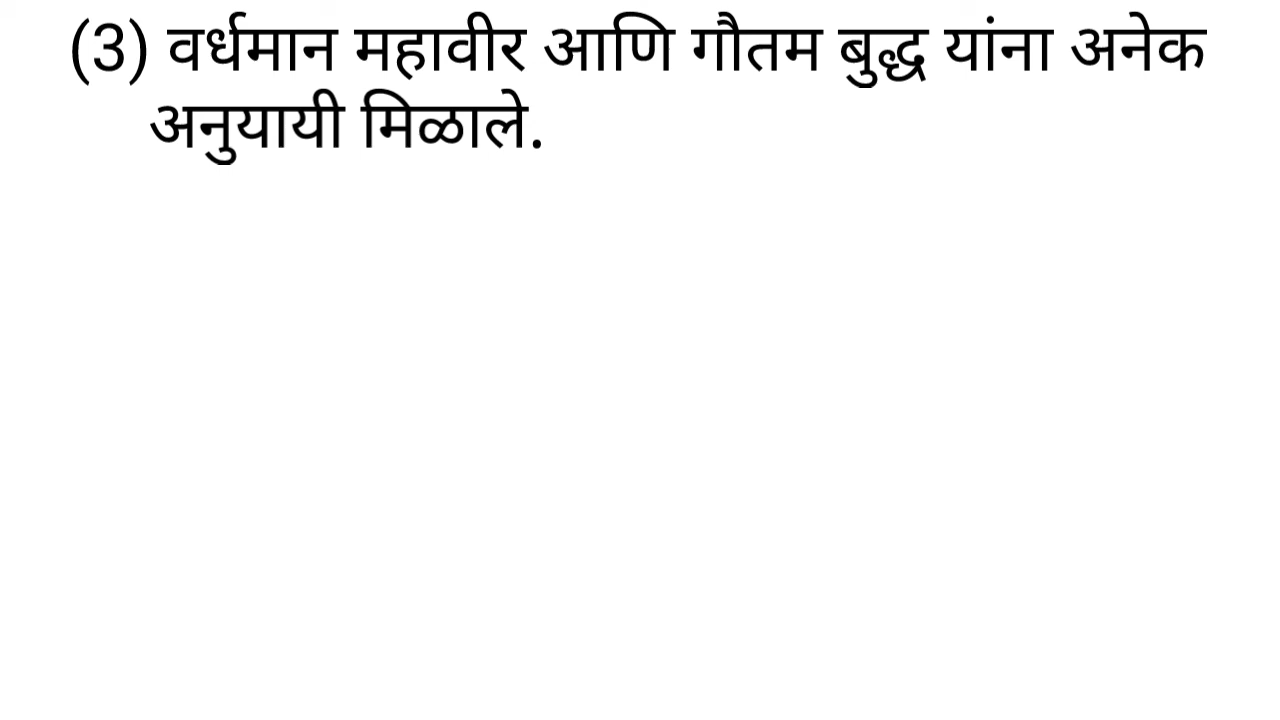 (3) वर्धमान महावीर आणि गौतम बुद्ध यांना अनेक
अनुयायी मिळाले.